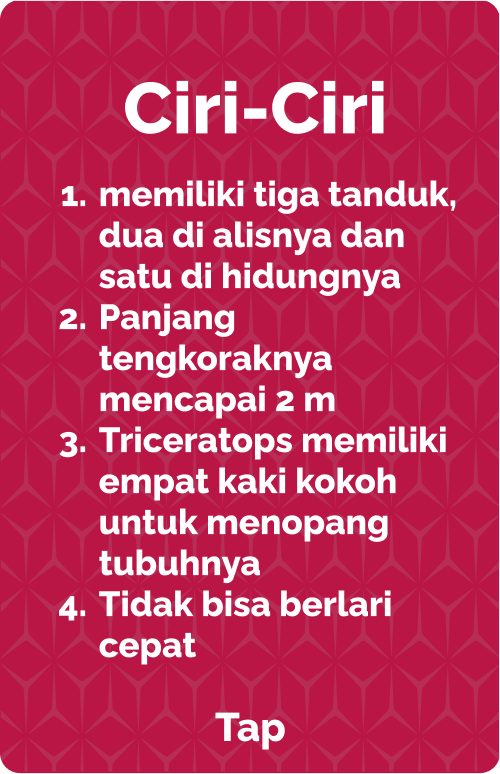 Ciri-Ciri
1. memiliki tiga tanduk,
dua di alisnya dan
satu di hidungnya
2. Panjang
tengkoraknya
mencapai 2 m
3. Triceratops memiliki
empat kaki kokoh
untuk menopang
tubuhnya
4. Tidak bisa berlari
cepat
Tap